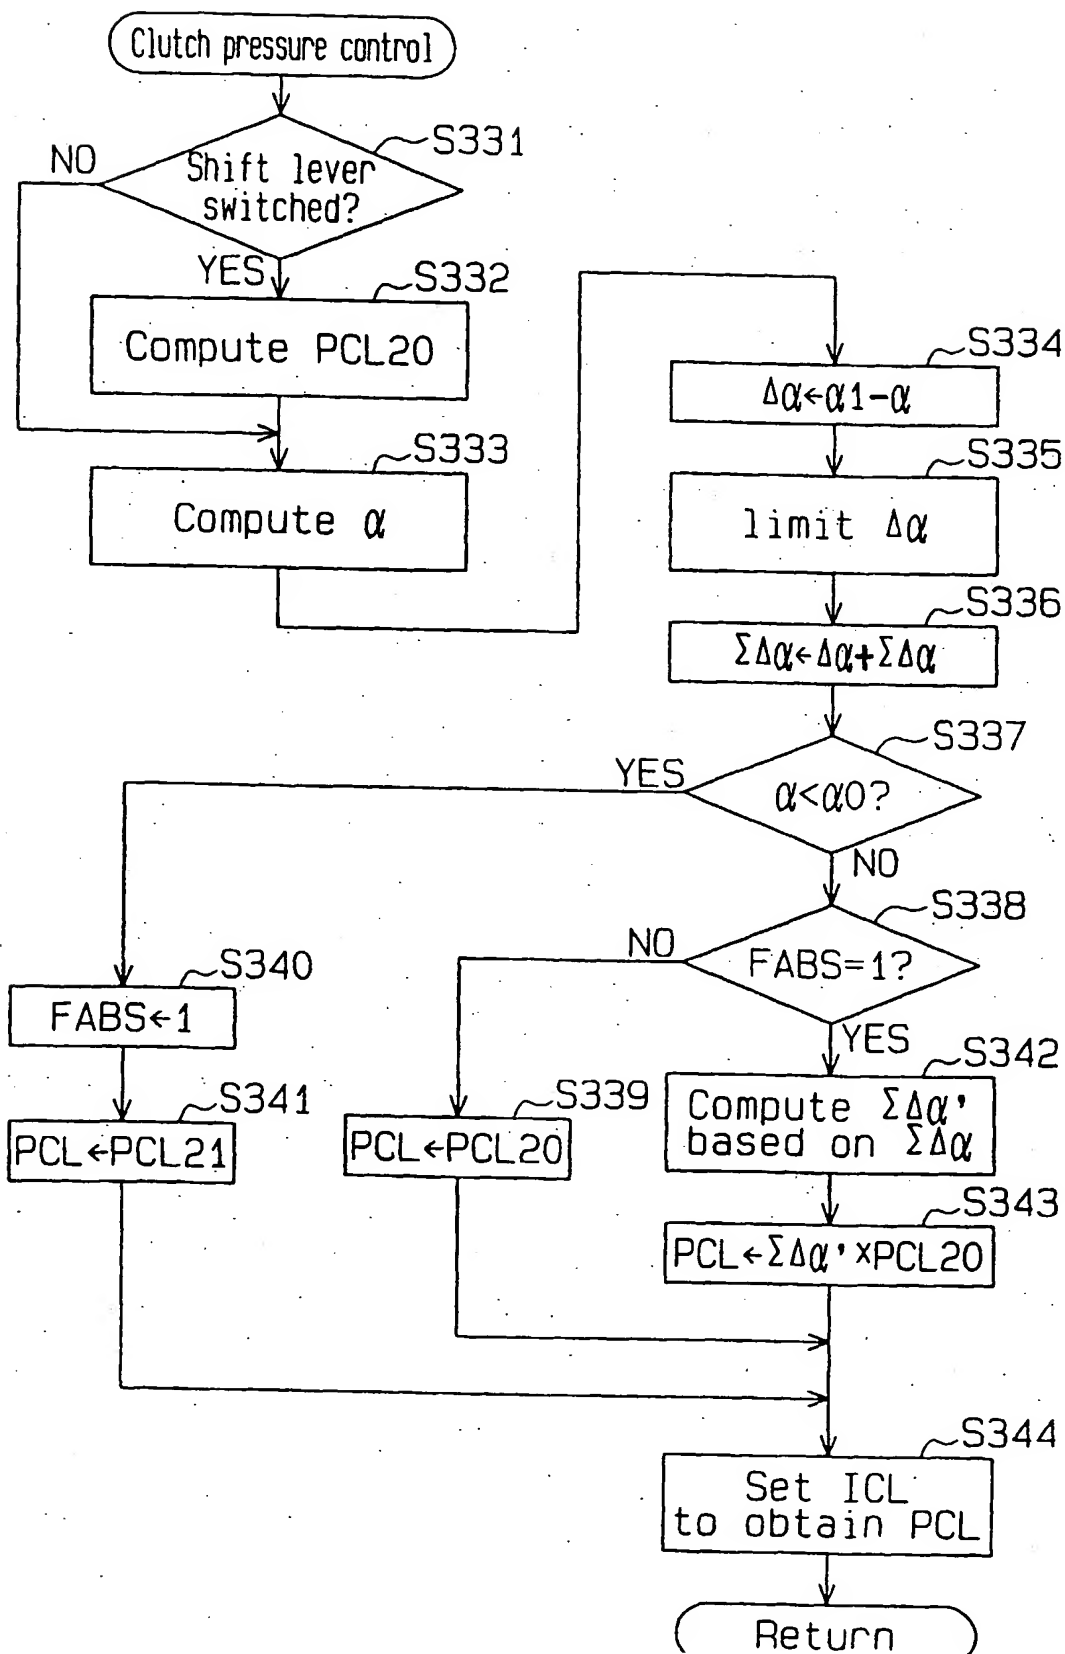 Clutch pressure control
S331
NO
Shift lever
switched?
YES
S332
Compute PCL20
S333
Compute α
S334
Δα←α1-α
S335
limit Δα
S336
ΣΔα←Δα+ΣΔα
S337
YES
α<α0?
NO
S338
NO
FABS=1?
YES
S340
FABS←1
S341
PCL←PCL21
S339
PCL←PCL20
S342
Compute ΣΔα'
based on ΣΔα
S343
PCL←ΣΔα'×PCL20
S344
Set ICL
to obtain PCL
Return